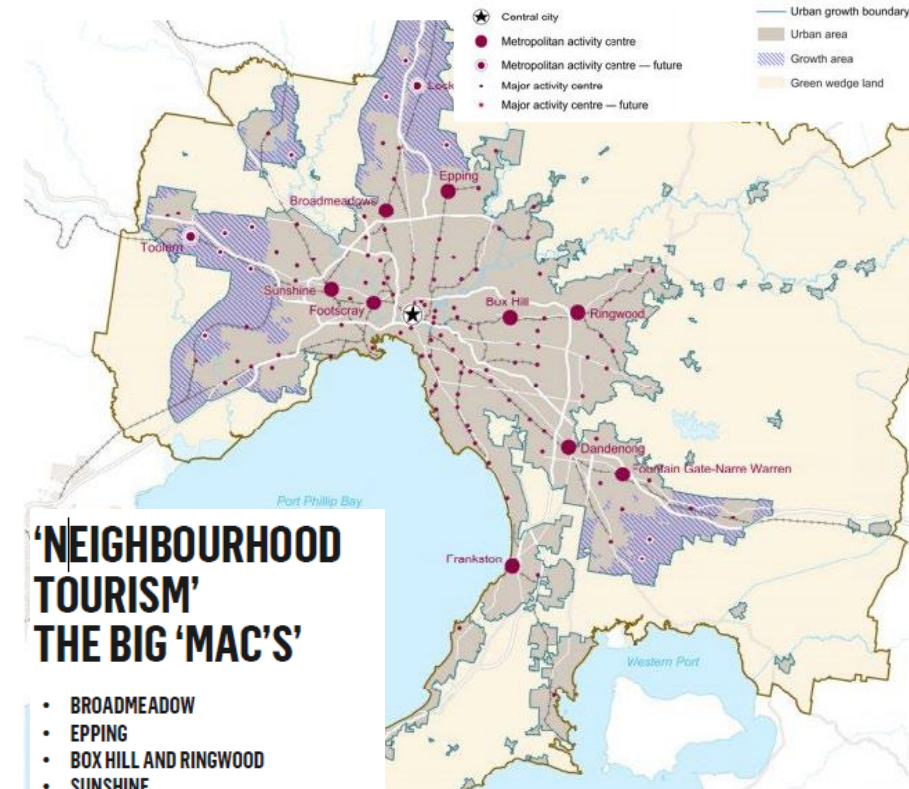 Central city
Metropolitan activity centre
Metropolitan activity centre — future
Major activity centre
Major activity centre — future
Urban growth boundary
Urban area
Growth area
Green wedge land
Lock
Epping
Broadmeadows
Toolern
Sunshine
Footscray
Box Hill
Ringwood
Dandenong
Fountain Gate-Narre Warren
Port Phillip Bay
Frankston
Western Port
‘NEIGHBOURHOOD
TOURISM’
THE BIG ‘MAC’S’
• BROADMEADOW
• EPPING
• BOX HILL AND RINGWOOD
• SUNSHINE